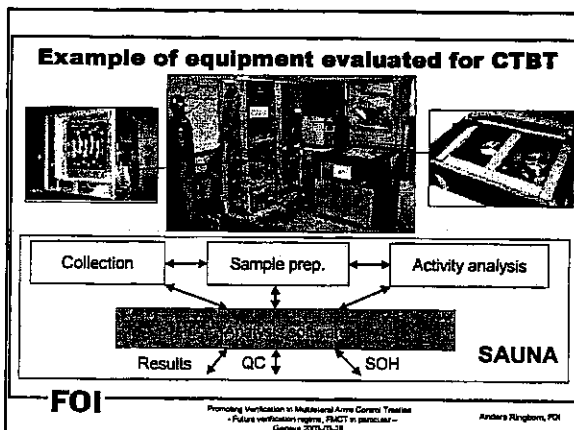 Example of equipment evaluated for CTBT
Collection
Sample prep.
Activity analysis
Results
QC
SOH
SAUNA
FOI
Promoting Verification in Multilateral Arms Control Treaties
- Future verification regime, FMCT in particular –
Geneva
Anders Ringbom, FOI